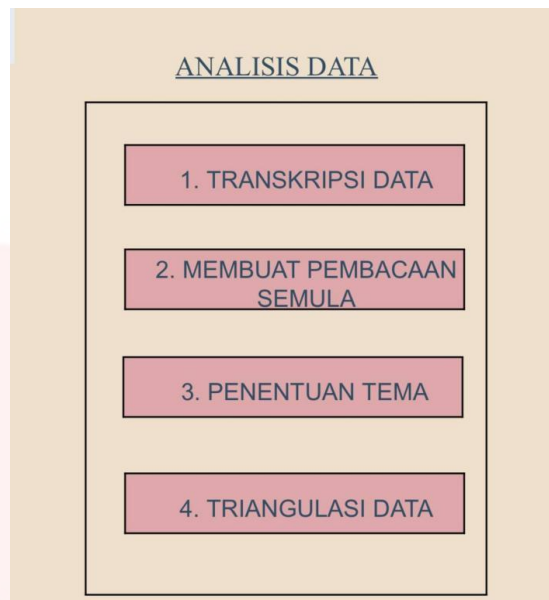 ANALISIS DATA
1. TRANSKRIPSI DATA
2. MEMBUAT PEMBACAAN
SEMULA
3. PENENTUAN TEMA
4. TRIANGULASI DATA